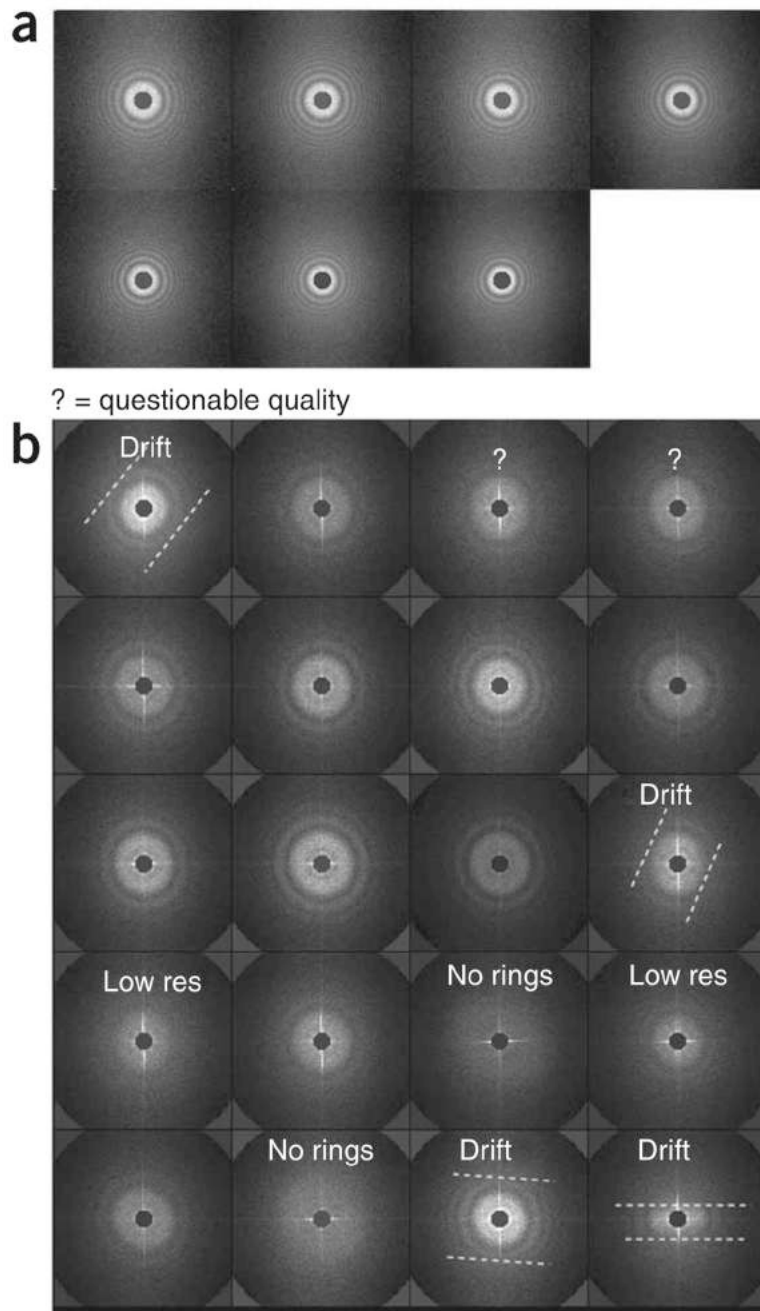 a
? = questionable quality
b
Drift
?
?
Drift
Low res
No rings
Low res
No rings
Drift
Drift